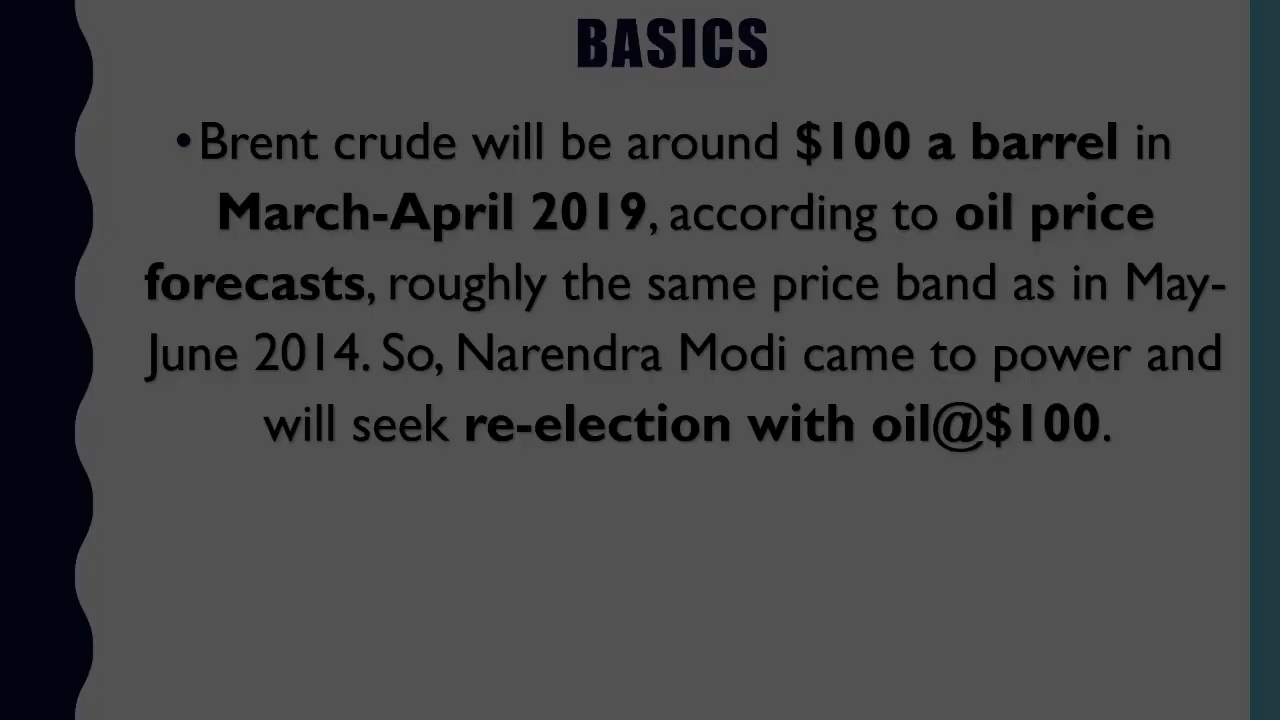 BASICS
•Brent crude will be around $100 a barrel in
March-April 2019, according to oil price
forecasts, roughly the same price band as in May-
June 2014. So, Narendra Modi came to power and
will seek re-election with oil@$100.